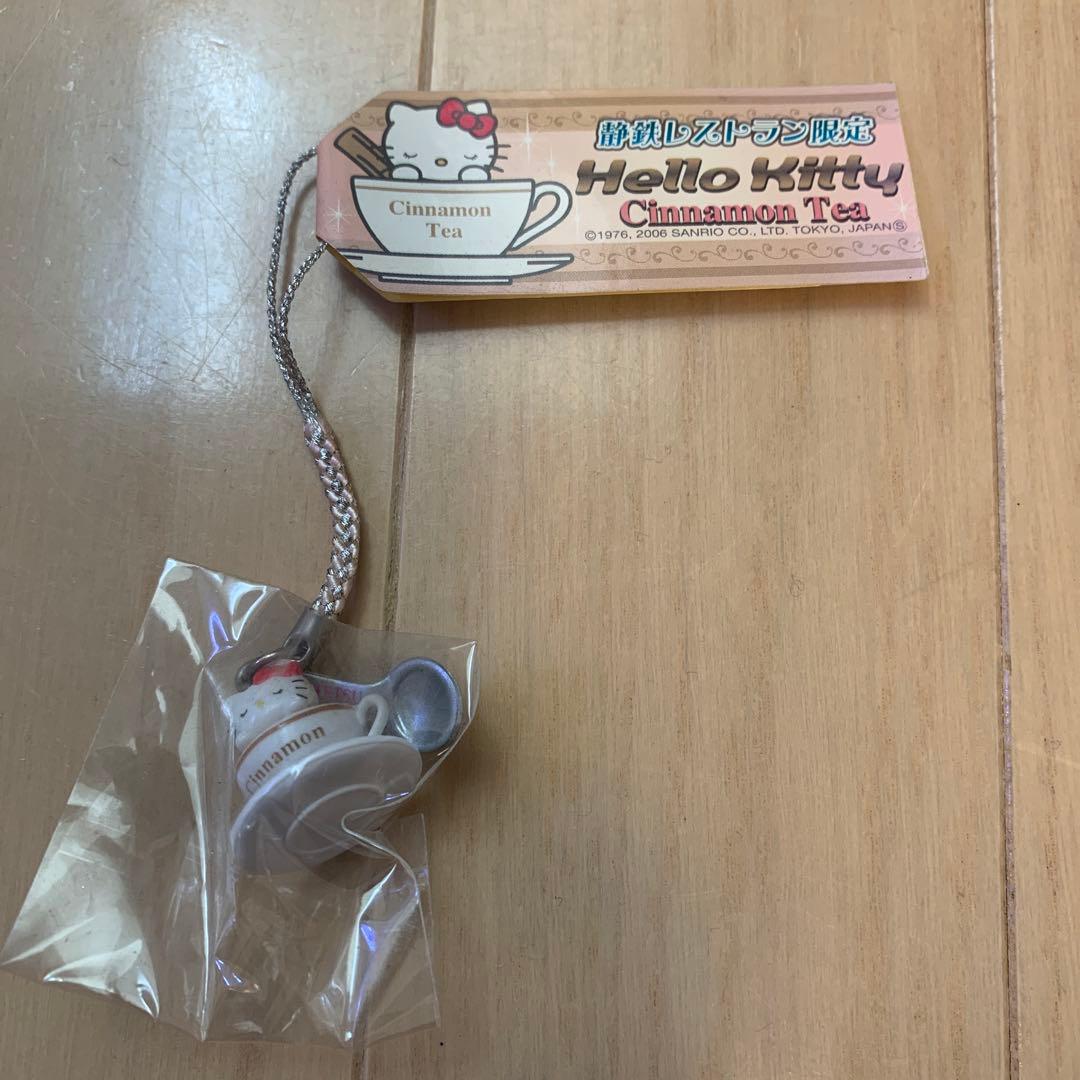 静鉄レストラン限定
Hello Kitty
Cinnamon Tea
©1976, 2006 SANRIO CO., LTD. TOKYO, JAPAN Ⓢ
Cinnamon
Tea
Cinnamon